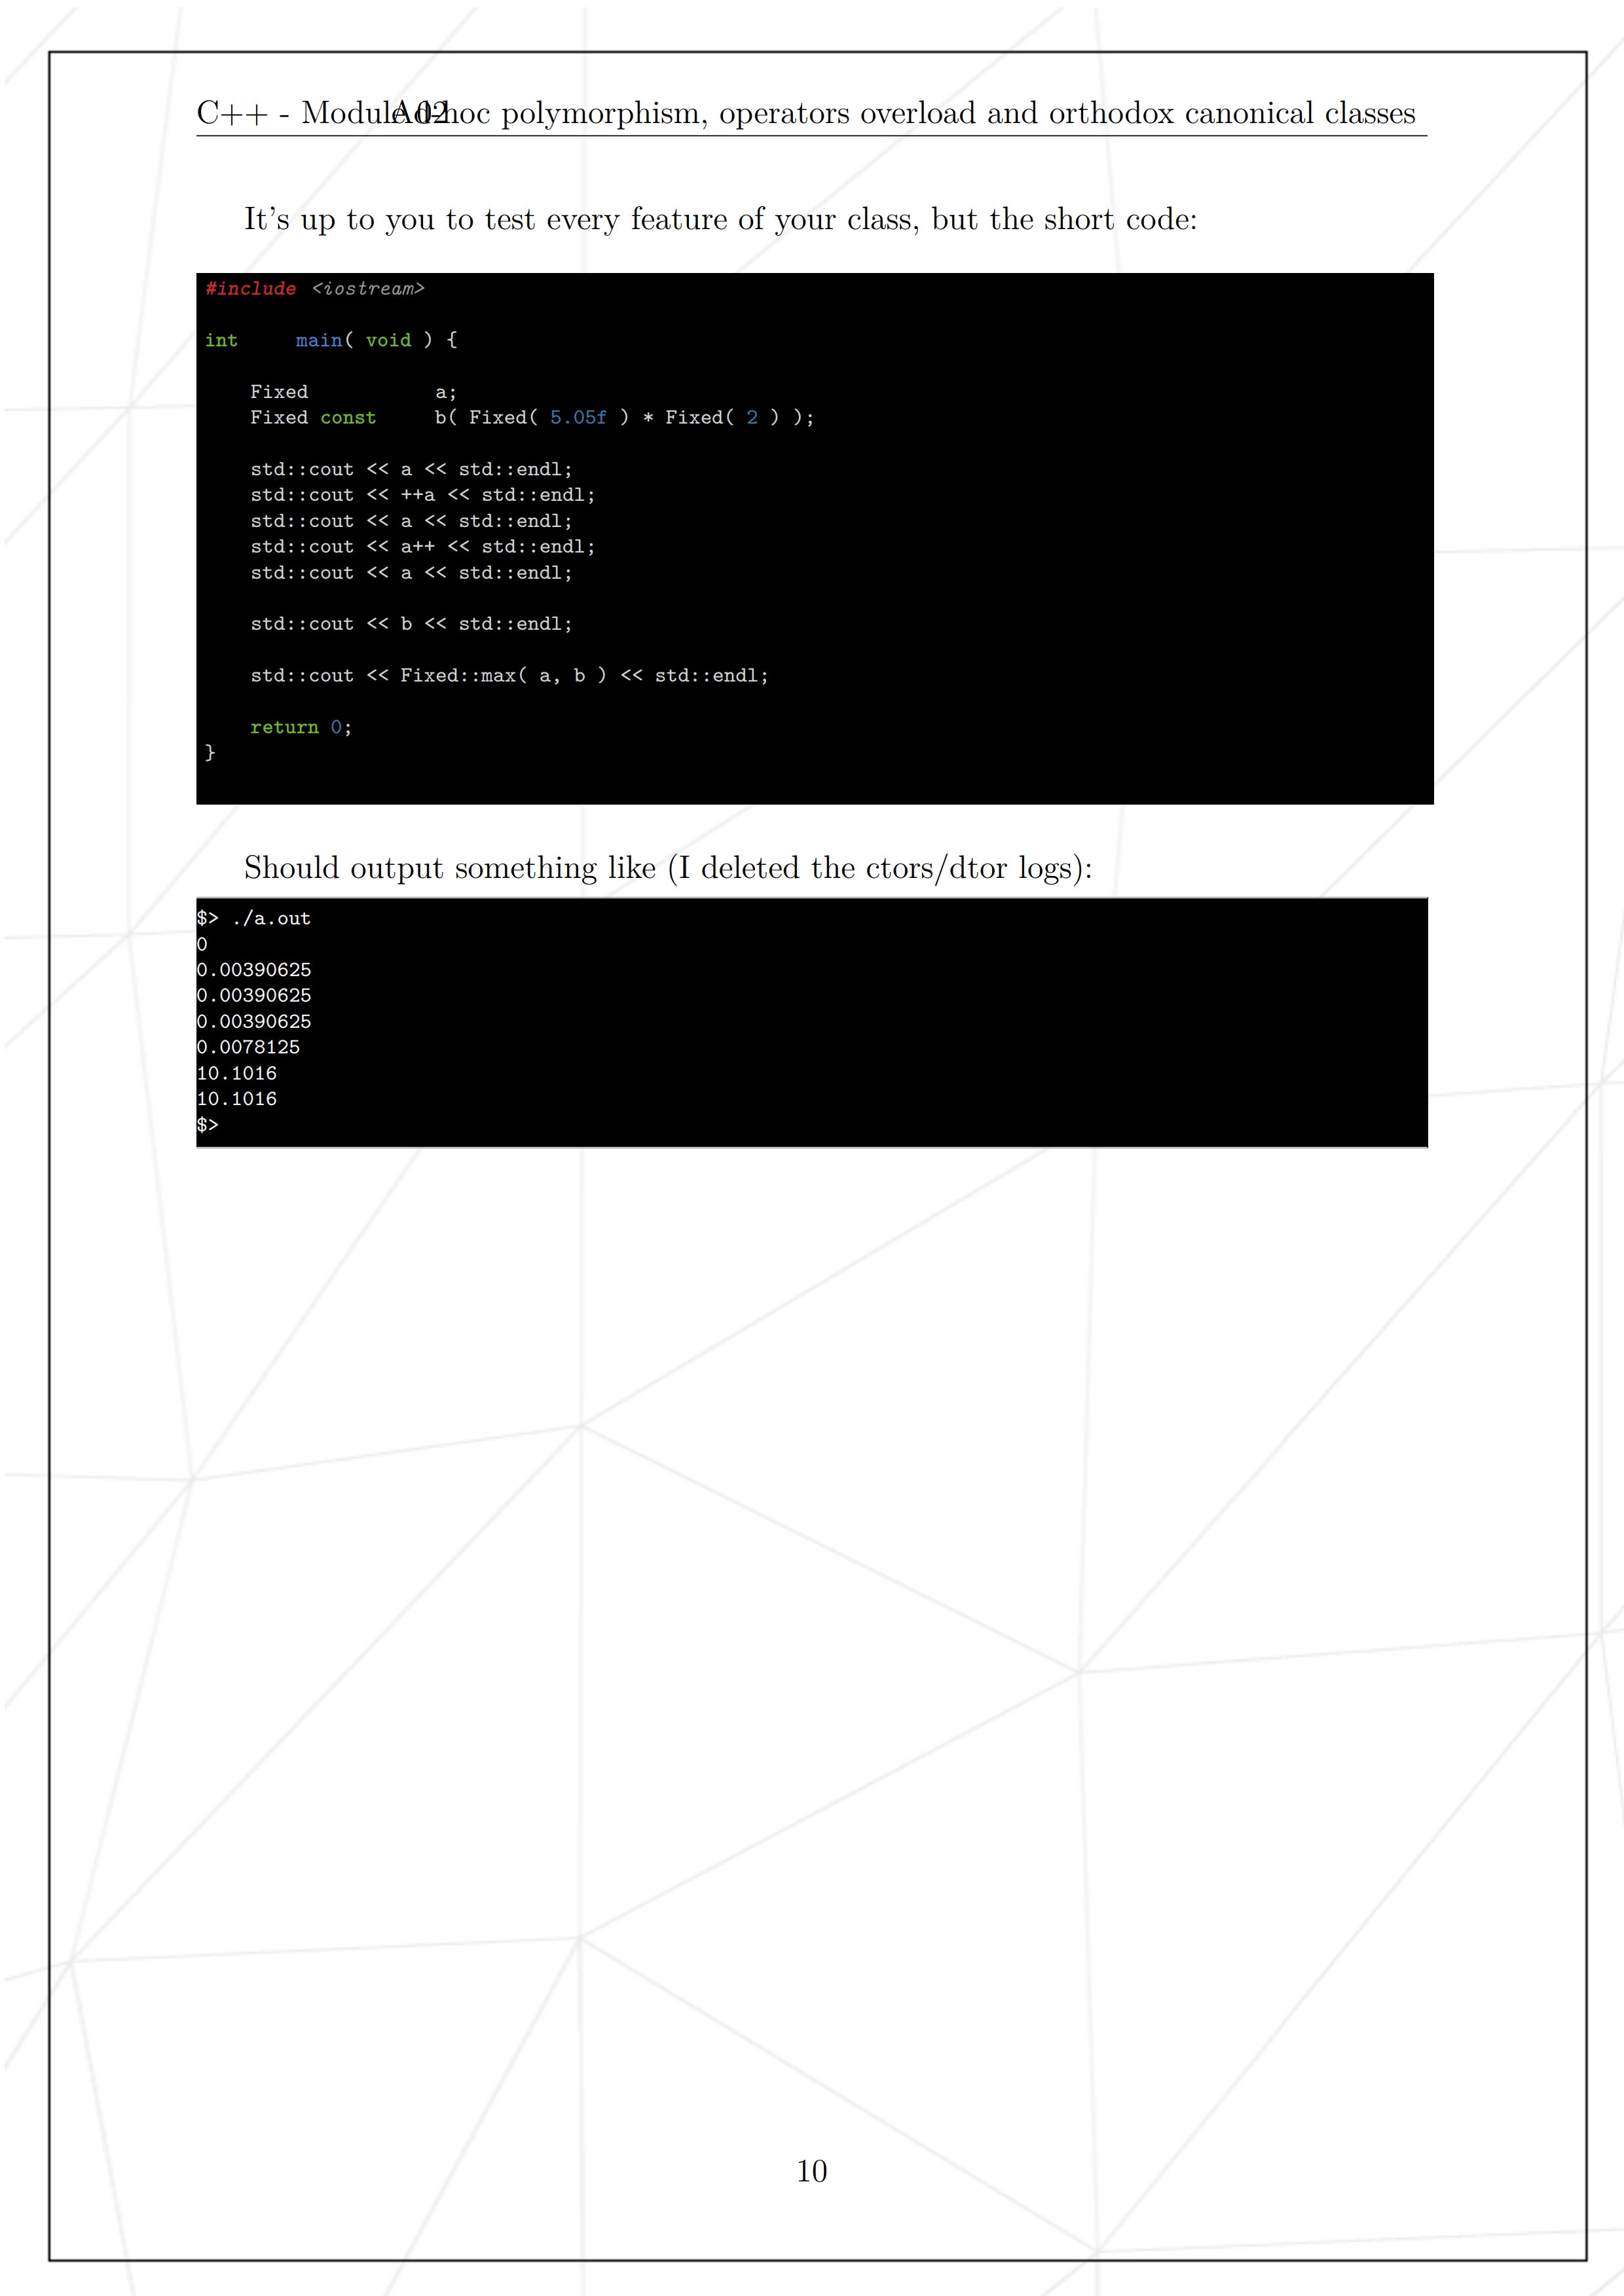 C++ - Module 02 Ad-hoc polymorphism, operators overload and orthodox canonical classes
It's up to you to test every feature of your class, but the short code:
#include <iostream>
int main( void ) {
Fixed a;
Fixed const b( Fixed( 5.05f ) * Fixed( 2 ) );
std::cout << a << std::endl;
std::cout << ++a << std::endl;
std::cout << a << std::endl;
std::cout << a++ << std::endl;
std::cout << a << std::endl;
std::cout << b << std::endl;
std::cout << Fixed::max( a, b ) << std::endl;
return 0;
}
Should output something like (I deleted the ctors/dtor logs):
$> ./a.out
0
0.00390625
0.00390625
0.00390625
0.0078125
10.1016
10.1016
$>
10